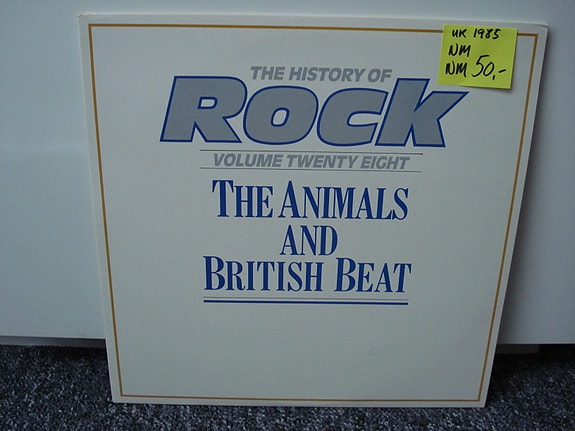 UK 1985
NM
NM 50,-
THE HISTORY OF
ROCK
VOLUME TWENTY EIGHT
THE ANIMALS
AND
BRITISH BEAT